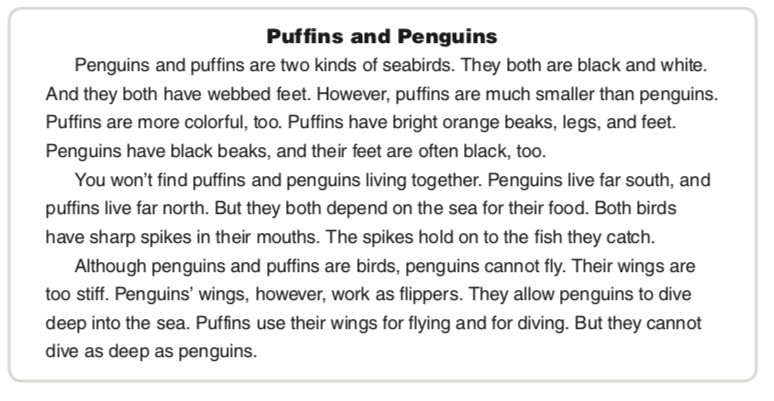 Puffins and Penguins
Penguins and puffins are two kinds of seabirds. They both are black and white.
And they both have webbed feet. However, puffins are much smaller than penguins.
Puffins are more colorful, too. Puffins have bright orange beaks, legs, and feet.
Penguins have black beaks, and their feet are often black, too.
You won’t find puffins and penguins living together. Penguins live far south, and
puffins live far north. But they both depend on the sea for their food. Both birds
have sharp spikes in their mouths. The spikes hold on to the fish they catch.
Although penguins and puffins are birds, penguins cannot fly. Their wings are
too stiff. Penguins’ wings, however, work as flippers. They allow penguins to dive
deep into the sea. Puffins use their wings for flying and for diving. But they cannot
dive as deep as penguins.